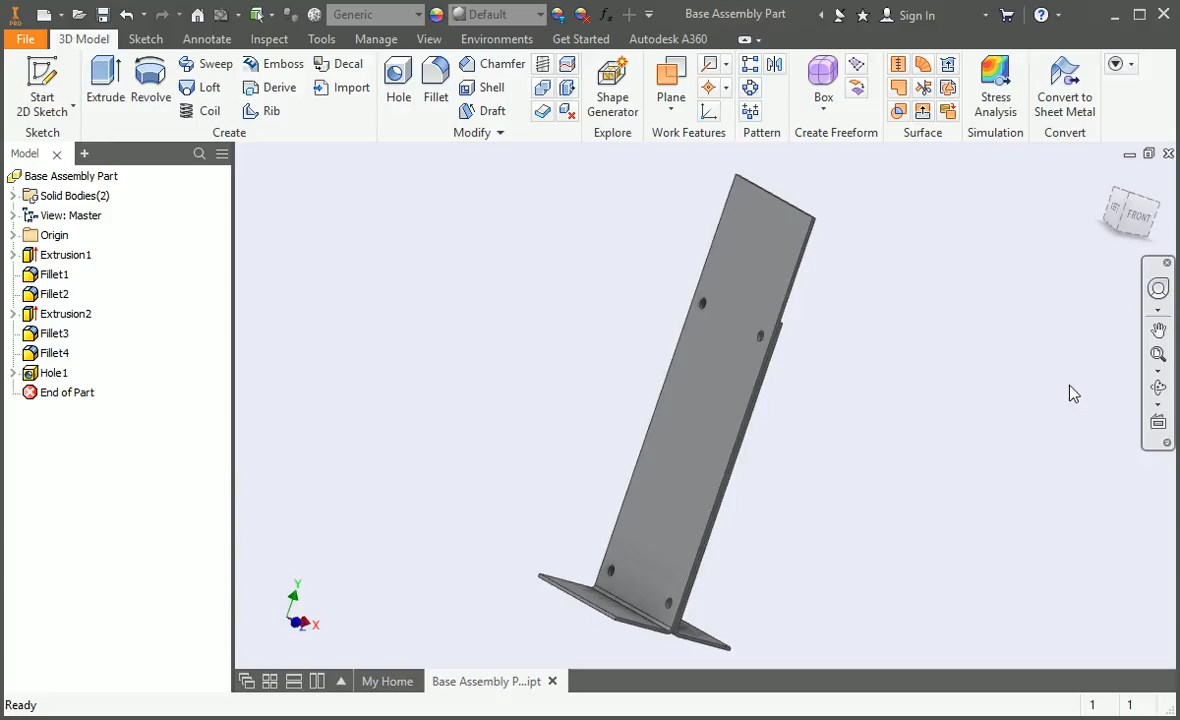 PRO
Generic
Default
Base Assembly Part
Sign In
File
3D Model
Sketch
Annotate
Inspect
Tools
Manage
View
Environments
Get Started
Autodesk A360
Start
2D Sketch
Sketch
Extrude
Revolve
Sweep
Loft
Coil
Emboss
Derive
Rib
Decal
Import
Create
Hole
Fillet
Chamfer
Shell
Draft
Modify
Shape
Generator
Explore
Plane
Work Features
Pattern
Box
Create Freeform
Surface
Stress
Analysis
Simulation
Convert to
Sheet Metal
Convert
Model
Base Assembly Part
Solid Bodies(2)
View: Master
Origin
Extrusion1
Fillet1
Fillet2
Extrusion2
Fillet3
Fillet4
Hole1
End of Part
FRONT
Y
X
Z
My Home
Base Assembly P...ipt
Ready
1
1